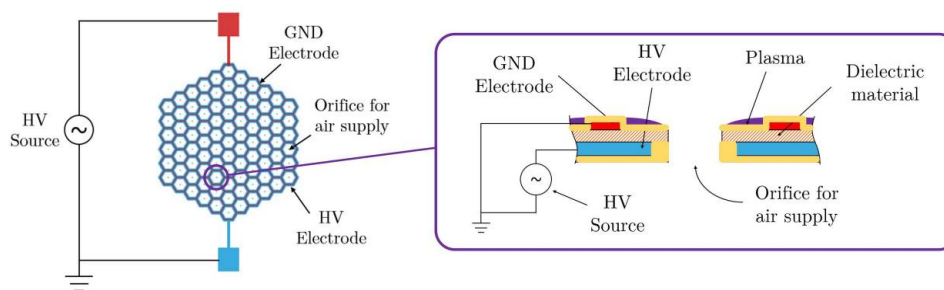 HV
Source
GND
Electrode
Orifice for
air supply
HV
Electrode
GND
Electrode
HV
Electrode
Plasma
Dielectric
material
HV
Source
Orifice for
air supply